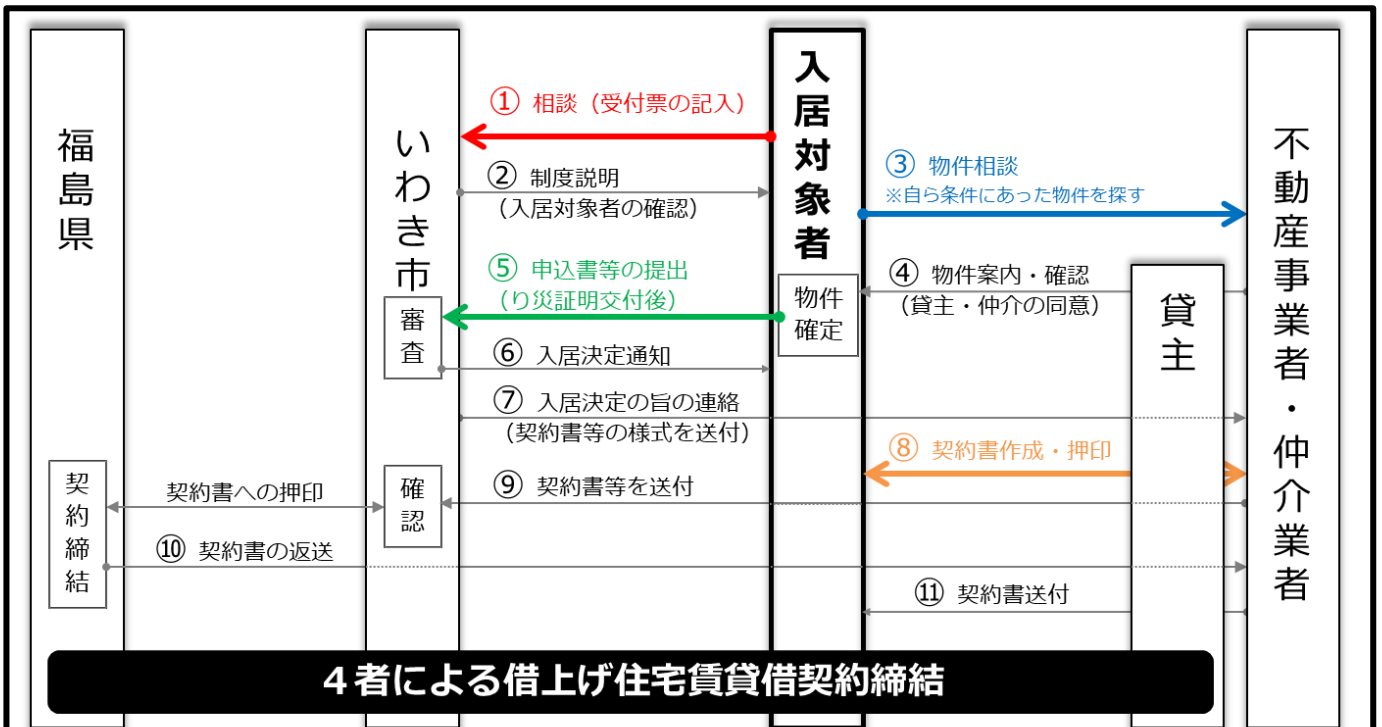 福島県
いわき市
入居対象者
不動産事業者・仲介業者
貸主
① 相談（受付票の記入）
② 制度説明
（入居対象者の確認）
③ 物件相談
※自ら条件にあった物件を探す
④ 物件案内・確認
（貸主・仲介の同意）
物件
確定
⑤ 申込書等の提出
（り災証明交付後）
審査
⑥ 入居決定通知
⑦ 入居決定の旨の連絡
（契約書等の様式を送付）
⑧ 契約書作成・押印
⑨ 契約書等を送付
確認
契約書への押印
契約締結
⑩ 契約書の返送
⑪ 契約書送付
４者による借上げ住宅賃貸借契約締結